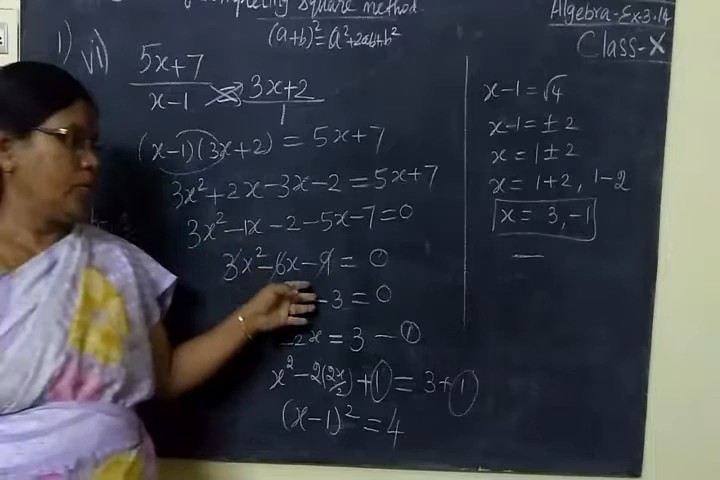 completing square method.
(a+b)²=a²+2ab+b²
Algebra-Ex-3.14
Class-X
1) vi) (5x+7)/(x-1) = (3x+2)/1
(x-1)(3x+2) = 5x+7
3x²+2x-3x-2=5x+7
3x²-1x-2-5x-7=0
3x²-6x-9=0
-3=0
-2x=3-①
x²-2(2x/2)+1=3+1
(x-1)²=4
x-1=√4
x-1=±2
x=1±2
x=1+2, 1-2
x=3,-1